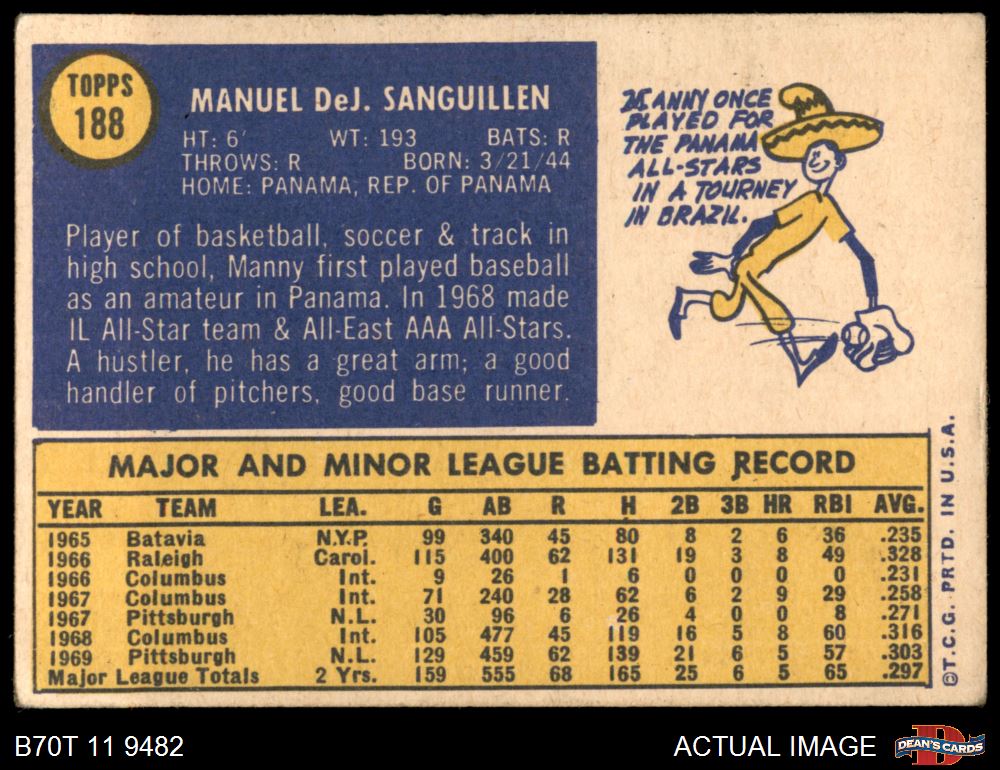 TOPPS
188
MANUEL DeJ. SANGUILLEN
HT: 6' WT: 193 BATS: R
THROWS: R BORN: 3/21/44
HOME: PANAMA, REP. OF PANAMA
Player of basketball, soccer & track in
high school, Manny first played baseball
as an amateur in Panama. In 1968 made
IL All-Star team & All-East AAA All-Stars.
A hustler, he has a great arm; a good
handler of pitchers, good base runner.
MANNY ONCE
PLAYED FOR
THE PANAMA
ALL-STARS
IN A TOURNEY
IN BRAZIL.
MAJOR AND MINOR LEAGUE BATTING RECORD
YEAR TEAM LEA. G AB R H 2B 3B HR RBI AVG.
1965 Batavia N.Y.P. 99 340 45 80 8 2 6 36 .235
1966 Raleigh Carol. 115 400 62 131 19 3 8 49 .328
1966 Columbus Int. 9 26 1 6 0 0 0 0 .231
1967 Columbus Int. 71 240 28 62 6 2 9 29 .258
1967 Pittsburgh N.L. 30 96 6 26 4 0 0 8 .271
1968 Columbus Int. 105 477 45 119 16 5 8 60 .316
1969 Pittsburgh N.L. 129 459 62 139 21 6 5 57 .303
Major League Totals 2 Yrs. 159 555 68 165 25 6 5 65 .297
©T.C.G. PRTD. IN U.S.A.
B70T 11 9482
ACTUAL IMAGE
D
DEAN'S CARDS